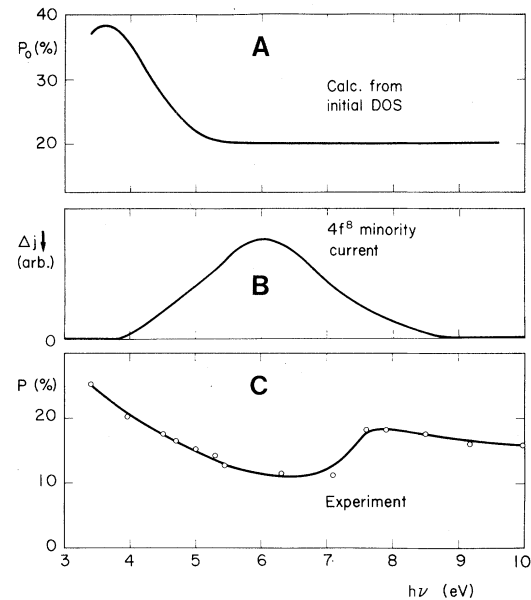 40
P₀(%)
A
30
Calc. from
initial DOS
20
Δj↓
(arb.)
4f⁸ minority
current
B
0
P (%)
C
20
10
Experiment
0
3 4 5 6 7 8 9 10
hν (eV)